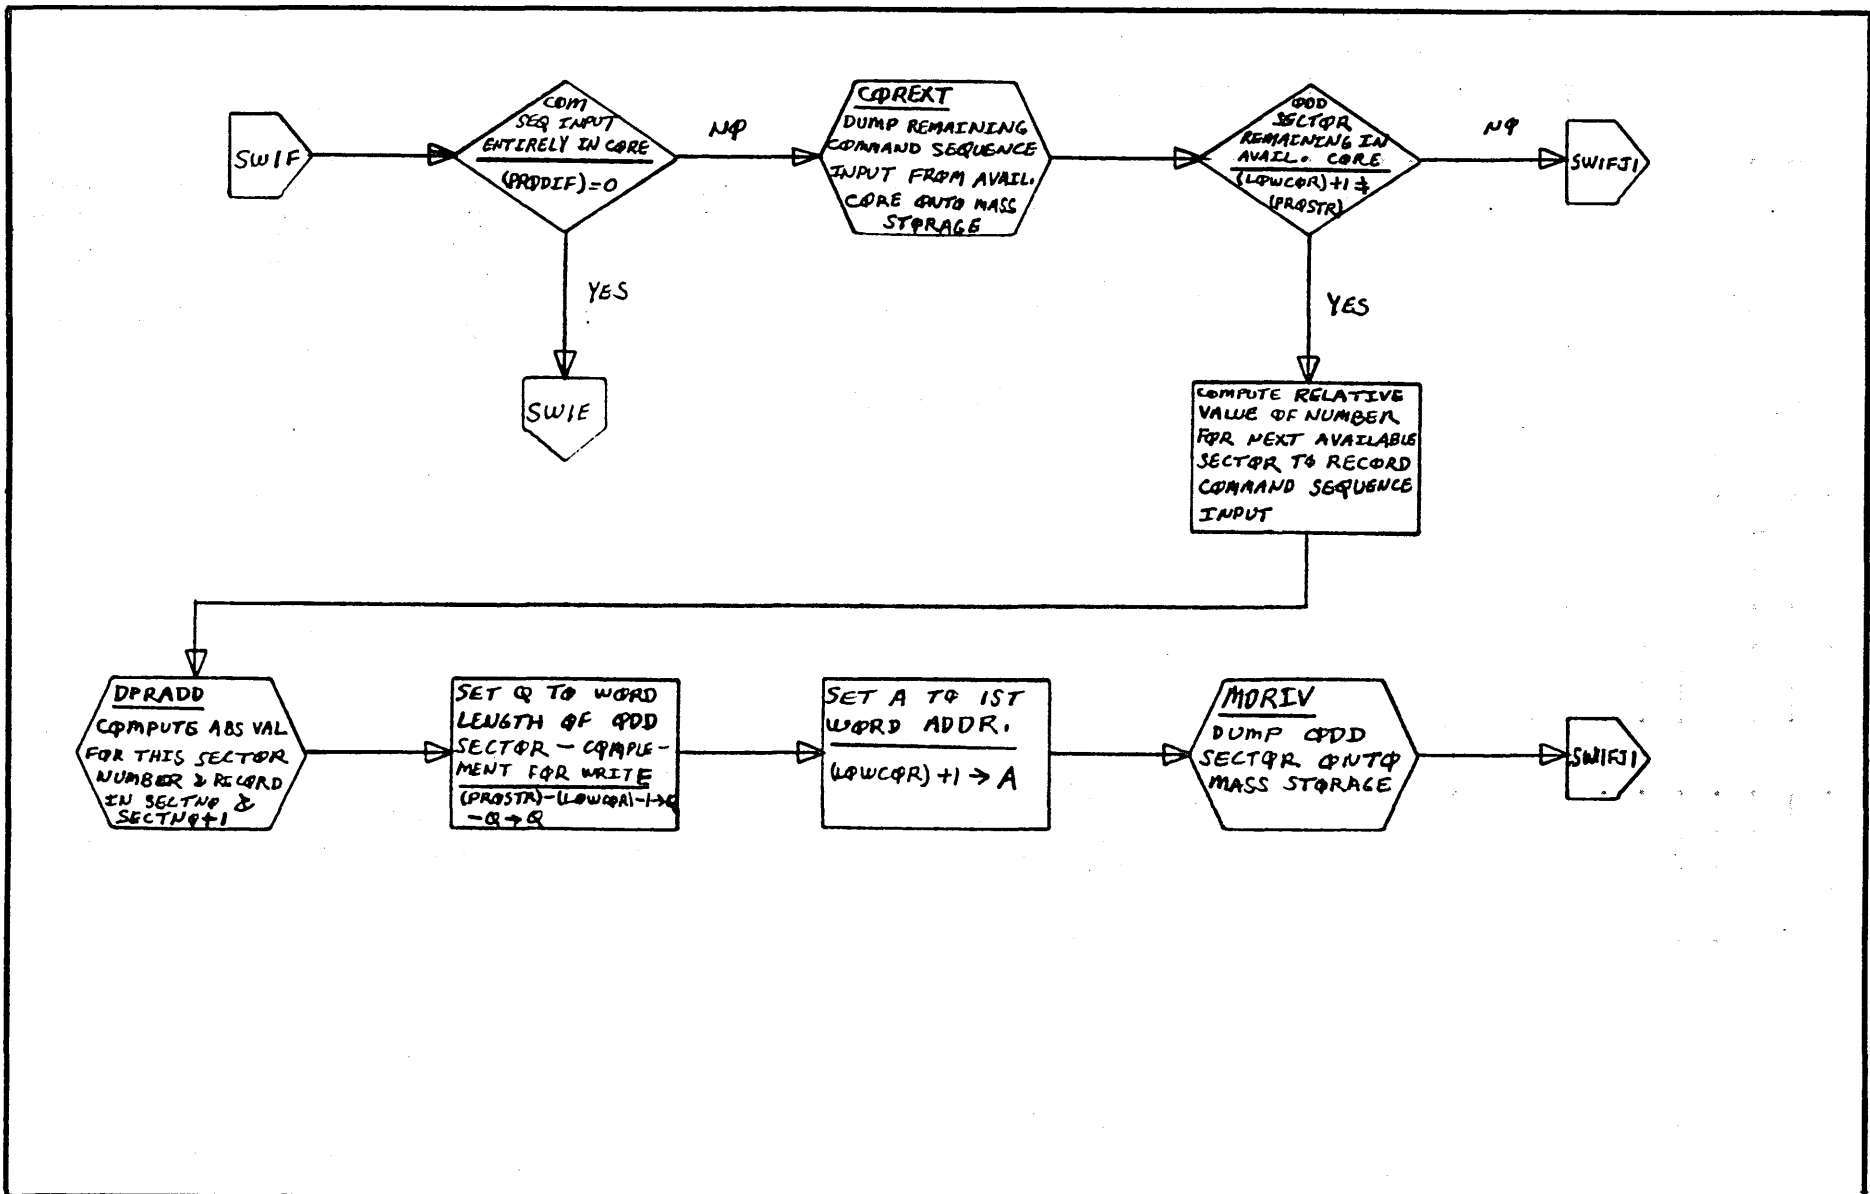 SWIF
COM
SEQ INPUT
ENTIRELY IN CORE
(PRODIF)=0
NO
YES
SWIE
COREXT
DUMP REMAINING
COMMAND SEQUENCE
INPUT FROM AVAIL.
CORE ONTO MASS
STORAGE
ODD
SECTOR
REMAINING IN
AVAIL. CORE
(LOWCOR)+1 ≠
(PROSTR)
NO
SWIFJ1
YES
COMPUTE RELATIVE
VALUE OF NUMBER
FOR NEXT AVAILABLE
SECTOR TO RECORD
COMMAND SEQUENCE
INPUT
DPRADD
COMPUTE ABS VAL
FOR THIS SECTOR
NUMBER & RECORD
IN SECTNO &
SECTNO+1
SET Q TO WORD
LENGTH OF ODD
SECTOR - COMPLE-
MENT FOR WRITE
(PROSTR)-(LOWCOR)-1→Q
-Q→Q
SET A TO 1ST
WORD ADDR.
(LOWCOR)+1→A
MDRIV
DUMP ODD
SECTOR ONTO
MASS STORAGE
SWIFJ1